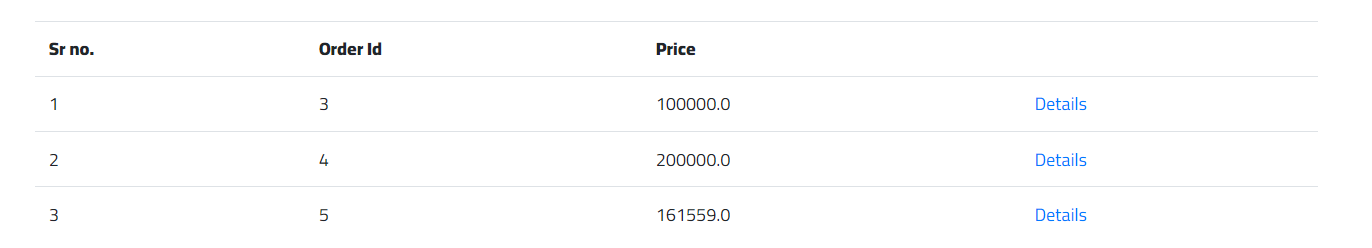 Sr no. Order Id Price
1 3 100000.0 Details
2 4 200000.0 Details
3 5 161559.0 Details